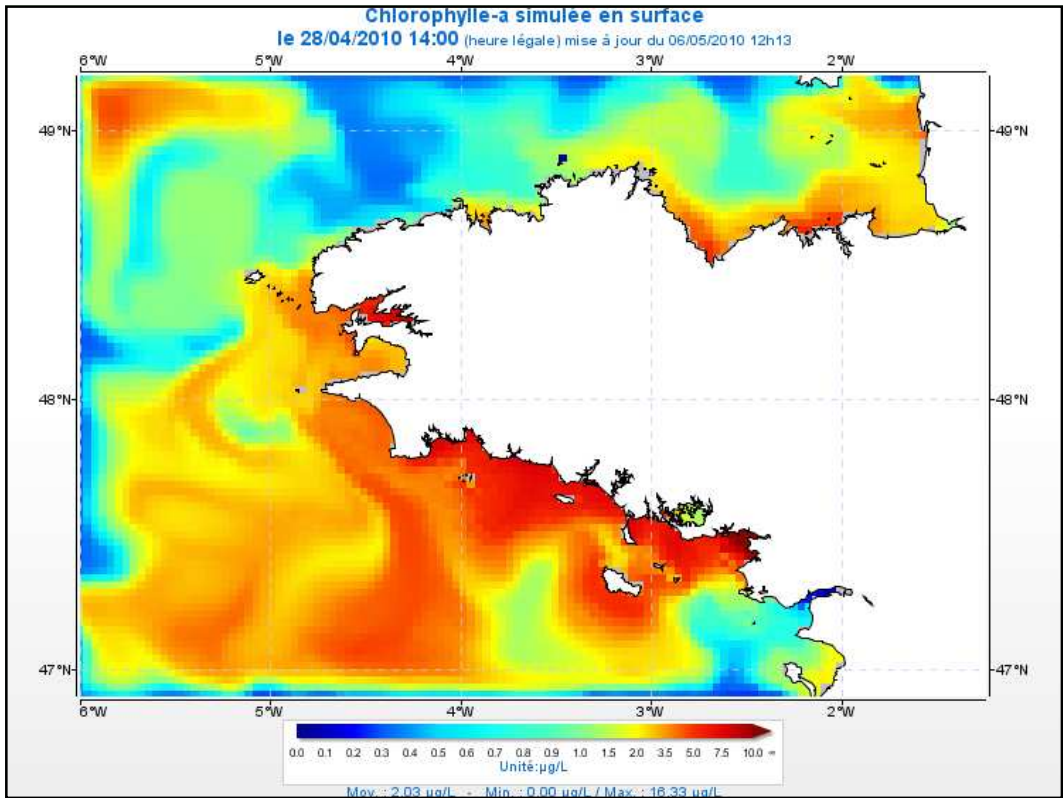 Chlorophylle-a simulée en surface
le 28/04/2010 14:00 (heure légale) mise à jour du 06/05/2010 12h13
6°W 5°W 4°W 3°W 2°W
49°N 49°N
48°N 48°N
47°N 47°N
6°W 5°W 4°W 3°W 2°W
0.0 0.1 0.2 0.3 0.4 0.5 0.6 0.7 0.8 0.9 1.0 1.5 2.0 3.5 5.0 7.5 10.0 ∞
Unité:µg/L
Moy. : 2.03 µg/L - Min. : 0.00 µg/L / Max. : 16.33 µg/L